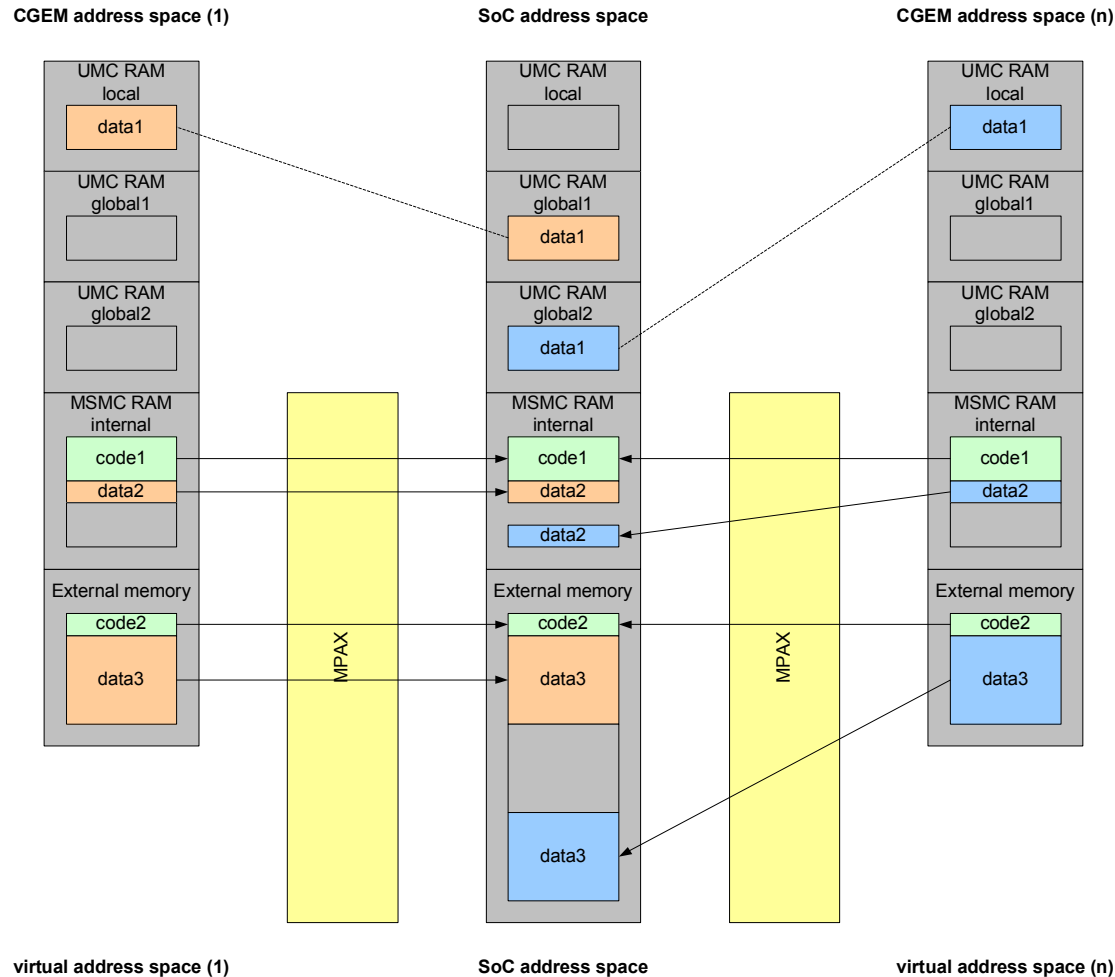 CGEM address space (1)
SoC address space
CGEM address space (n)
UMC RAM
local
data1
UMC RAM
global1
UMC RAM
global2
MSMC RAM
internal
code1
data2
External memory
code2
data3
MPAX
UMC RAM
local
UMC RAM
global1
data1
UMC RAM
global2
data1
MSMC RAM
internal
code1
data2
data2
External memory
code2
data3
data3
MPAX
UMC RAM
local
data1
UMC RAM
global1
UMC RAM
global2
MSMC RAM
internal
code1
data2
External memory
code2
data3
virtual address space (1)
SoC address space
virtual address space (n)